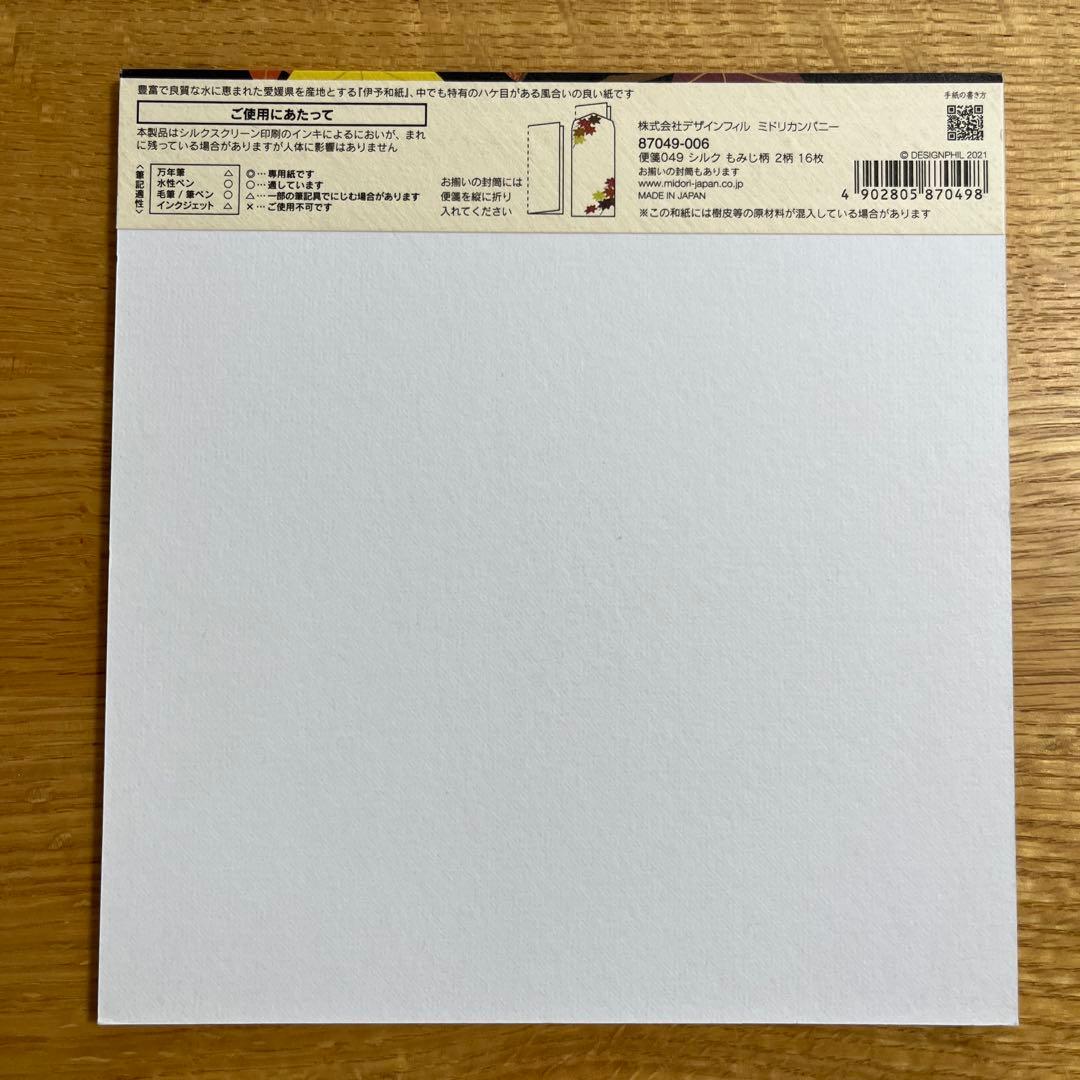 豊富で良質な水に恵まれた愛媛県を産地とする『伊予和紙』、中でも特有のハケ目がある風合いの良い紙です
ご使用にあたって
本製品はシルクスクリーン印刷のインキによるにおいが、まれ
に残っている場合がありますが人体に影響はありません
〈筆記適性〉
万年筆 △
水性ペン ○
毛筆 / 筆ペン ○
インクジェット △
◎…専用紙です
○…適しています
△…一部の筆記具でにじむ場合があります
×…ご使用不可です
お揃いの封筒には
便箋を縦に折り
入れてください
株式会社デザインフィル ミドリカンパニー
87049-006
便箋049 シルク もみじ柄 2柄 16枚
お揃いの封筒もあります
www.midori-japan.co.jp
MADE IN JAPAN
※この和紙には樹皮等の原材料が混入している場合があります
手紙の書き方
© DESIGNPHIL 2021
4 902805 870498